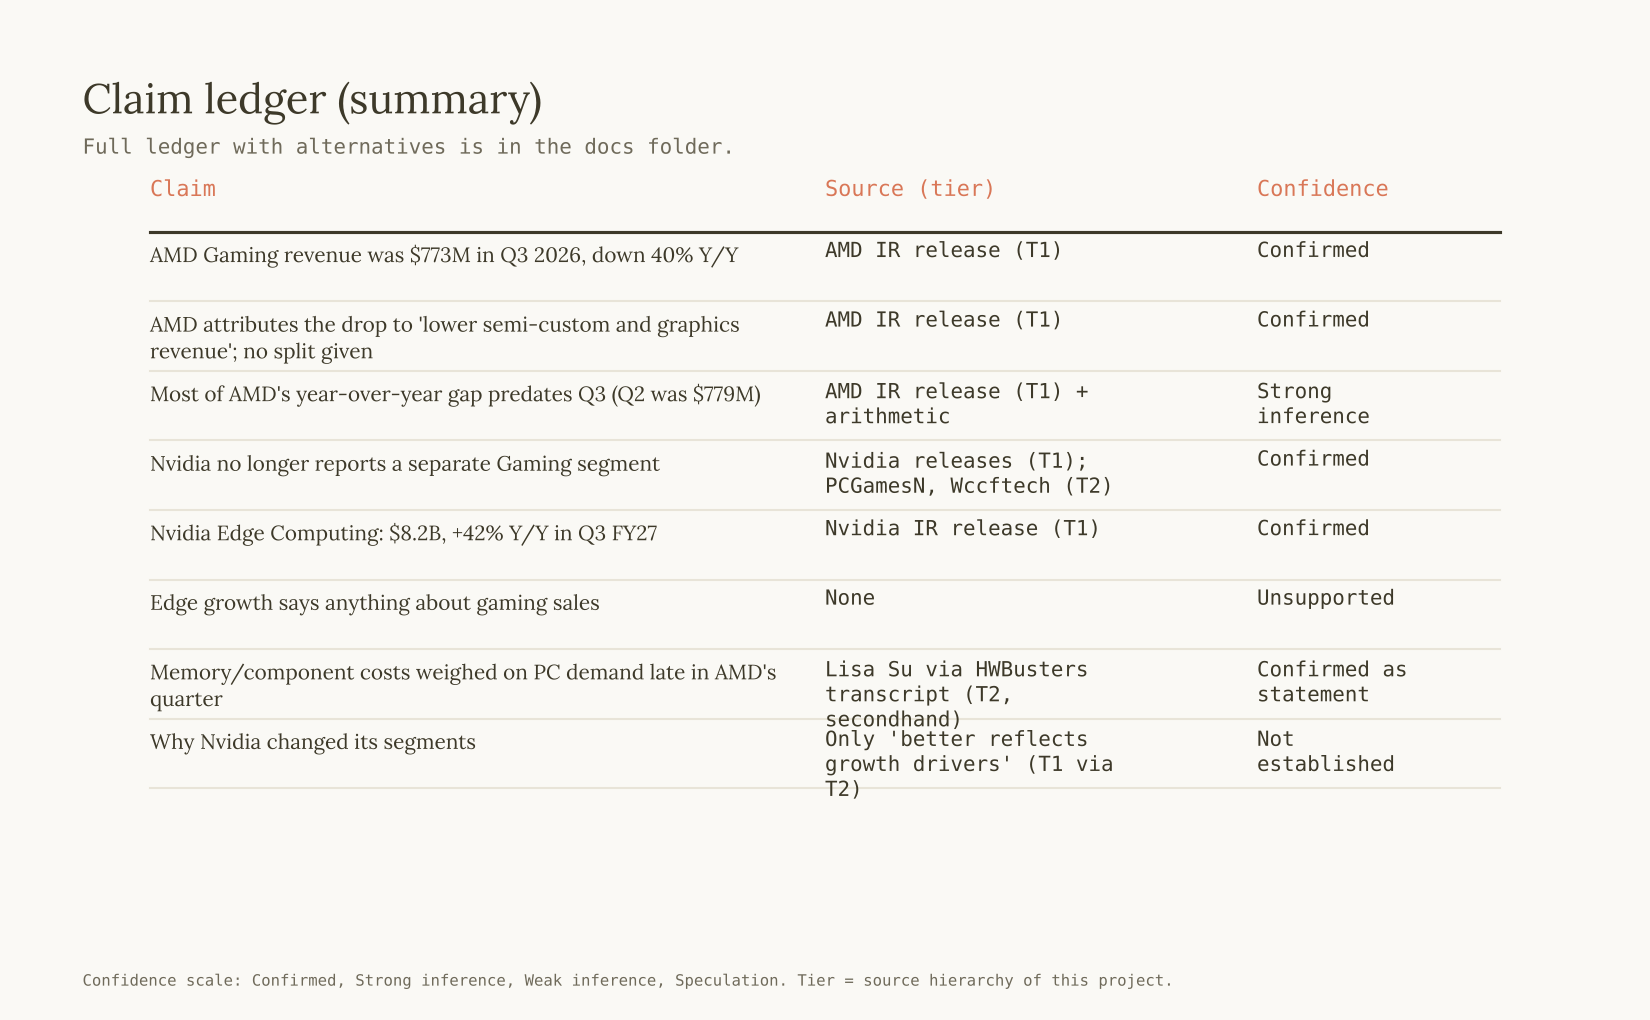 Claim ledger (summary)
Full ledger with alternatives is in the docs folder.
Claim Source (tier) Confidence
AMD Gaming revenue was $773M in Q3 2026, down 40% Y/Y AMD IR release (T1) Confirmed
AMD attributes the drop to 'lower semi-custom and graphics AMD IR release (T1) Confirmed
revenue'; no split given
Most of AMD's year-over-year gap predates Q3 (Q2 was $779M) AMD IR release (T1) + Strong
arithmetic inference
Nvidia no longer reports a separate Gaming segment Nvidia releases (T1); Confirmed
PCGamesN, Wccftech (T2)
Nvidia Edge Computing: $8.2B, +42% Y/Y in Q3 FY27 Nvidia IR release (T1) Confirmed
Edge growth says anything about gaming sales None Unsupported
Memory/component costs weighed on PC demand late in AMD's Lisa Su via HWBusters Confirmed as
quarter transcript (T2, statement
secondhand)
Why Nvidia changed its segments Only 'better reflects Not
growth drivers' (T1 via established
T2)
Confidence scale: Confirmed, Strong inference, Weak inference, Speculation. Tier = source hierarchy of this project.